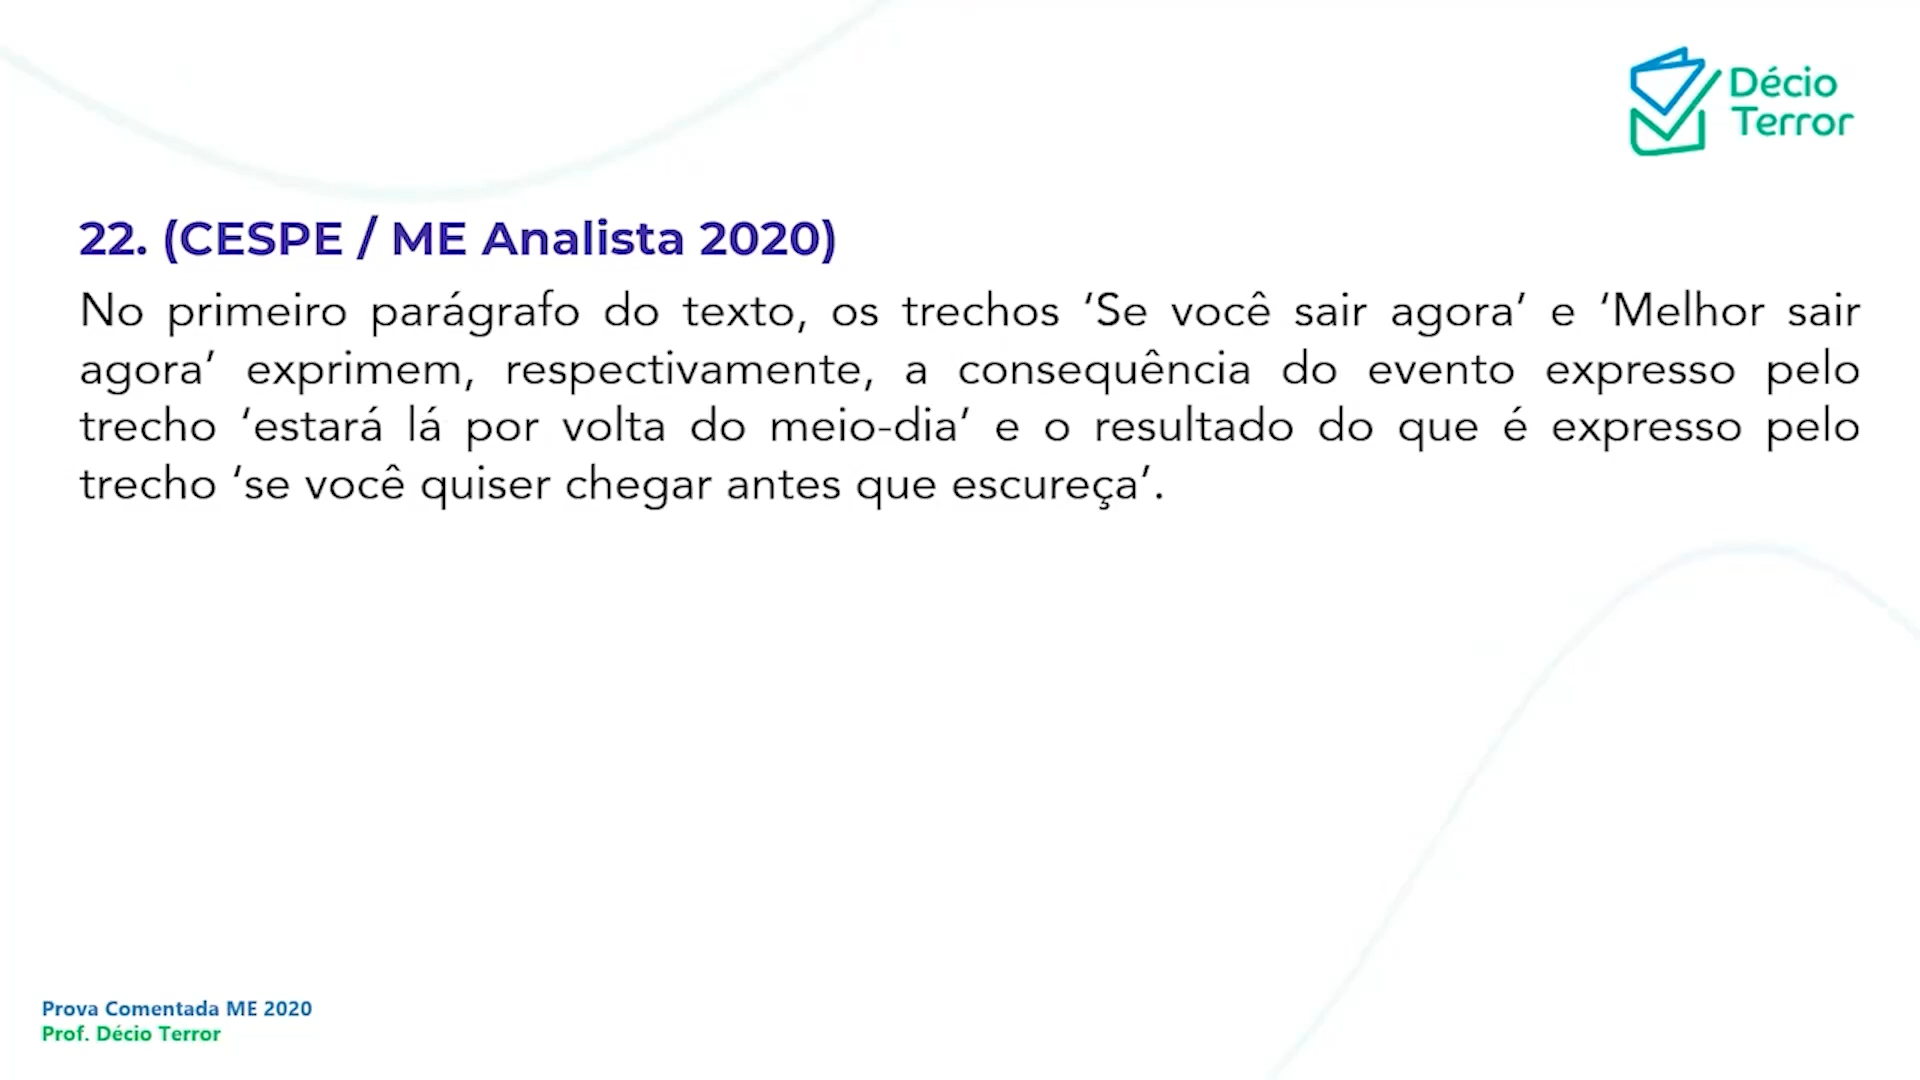 Décio
Terror
22. (CESPE / ME Analista 2020)
No primeiro parágrafo do texto, os trechos ‘Se você sair agora’ e ‘Melhor sair
agora’ exprimem, respectivamente, a consequência do evento expresso pelo
trecho ‘estará lá por volta do meio-dia’ e o resultado do que é expresso pelo
trecho ‘se você quiser chegar antes que escureça’.
Prova Comentada ME 2020
Prof. Décio Terror